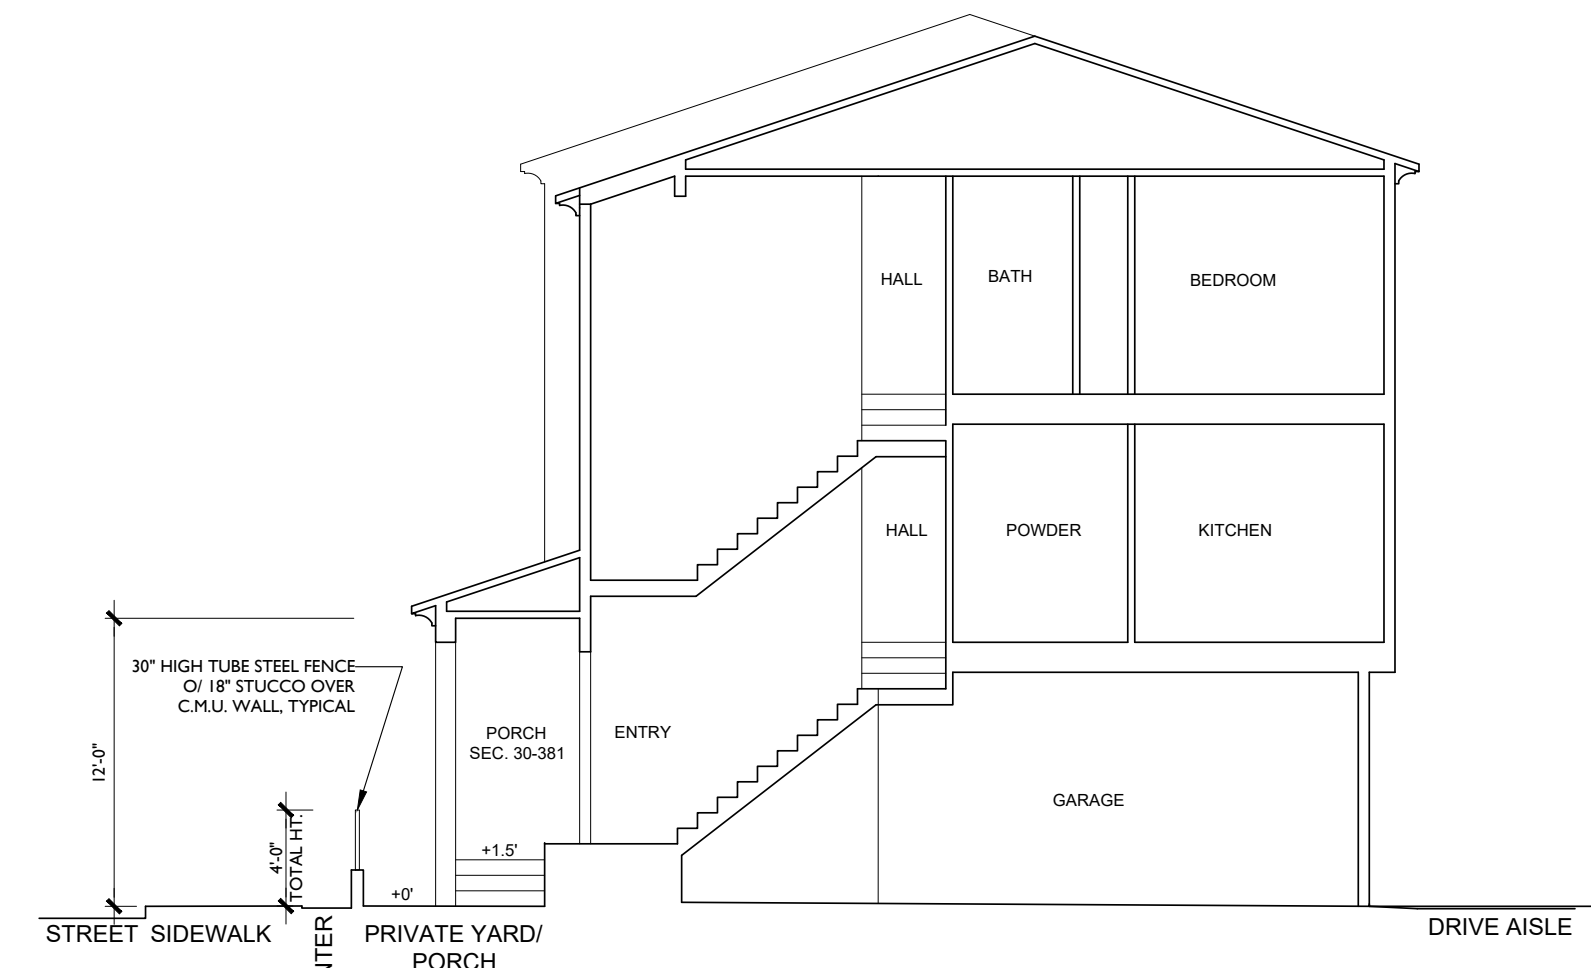 HALL
BATH
BEDROOM
HALL
POWDER
KITCHEN
30" HIGH TUBE STEEL FENCE
O/ 18" STUCCO OVER
C.M.U. WALL, TYPICAL
12'-0"
4'-0"
TOTAL HT.
PORCH
SEC. 30-381
ENTRY
GARAGE
+1.5'
+0'
STREET
SIDEWALK
PRIVATE YARD/
PORCH
DRIVE AISLE